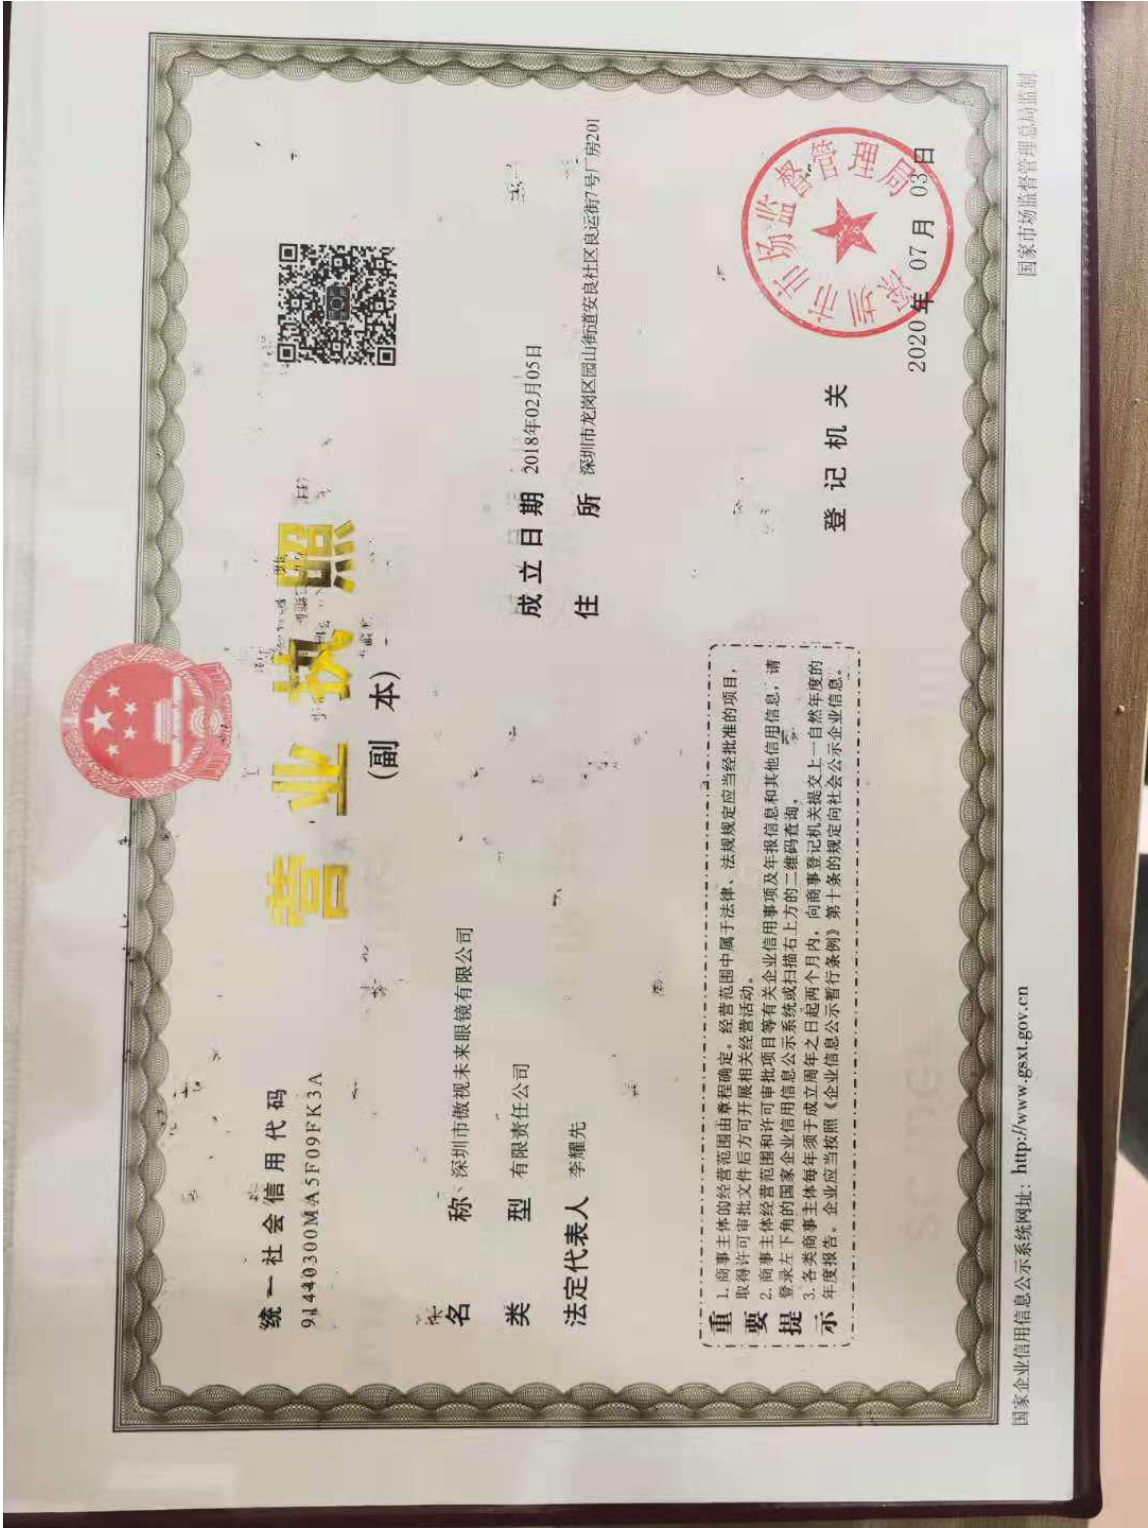 统一社会信用代码
91440300MA5F09FK3A
营业执照
(副 本)
名 称 深圳市傲视未来眼镜有限公司
类 型 有限责任公司
法定代表人 李耀先
成立日期 2018年02月05日
住 所 深圳市龙岗区园山街道安良社区良运街7号厂房201
重要提示
1. 商事主体的经营范围由章程确定。经营范围中属于法律、法规规定应当经批准的项目，
取得许可审批文件后方可开展相关经营活动。
2. 商事主体经营范围和许可审批项目等有关企业信用事项及年报信息和其他信用信息，请
登录左下角的国家企业信用信息公示系统或扫描右上方的二维码查询。
3. 各类商事主体每年须于成立周年之日起两个月内，向商事登记机关提交上一自然年度的
年度报告。企业应当按照《企业信息公示暂行条例》第十条的规定向社会公示企业信息。
登记机关
深圳市市场监督管理局
2020年 07月 03日
国家企业信用信息公示系统网址：http://www.gsxt.gov.cn
国家市场监督管理总局监制